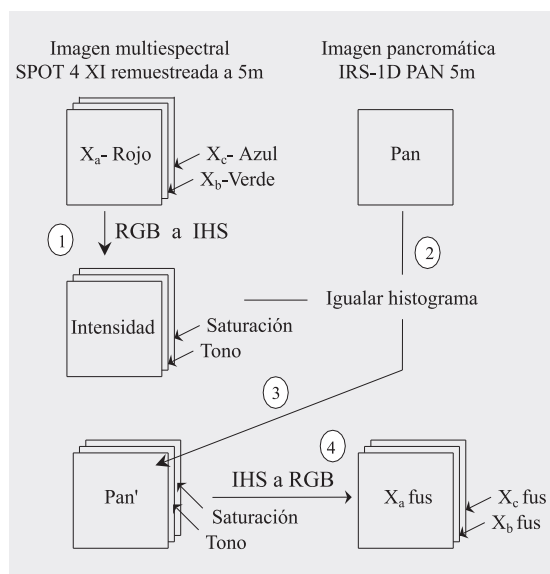 Imagen multiespectral
SPOT 4 XI remuestreada a 5m
Imagen pancromática
IRS-1D PAN 5m
Xa- Rojo
Xc- Azul
Xb-Verde
Pan
1
RGB a IHS
2
Intensidad
Igualar histograma
Saturación
Tono
3
4
Pan'
IHS a RGB
Saturación
Tono
Xa fus
Xc fus
Xb fus